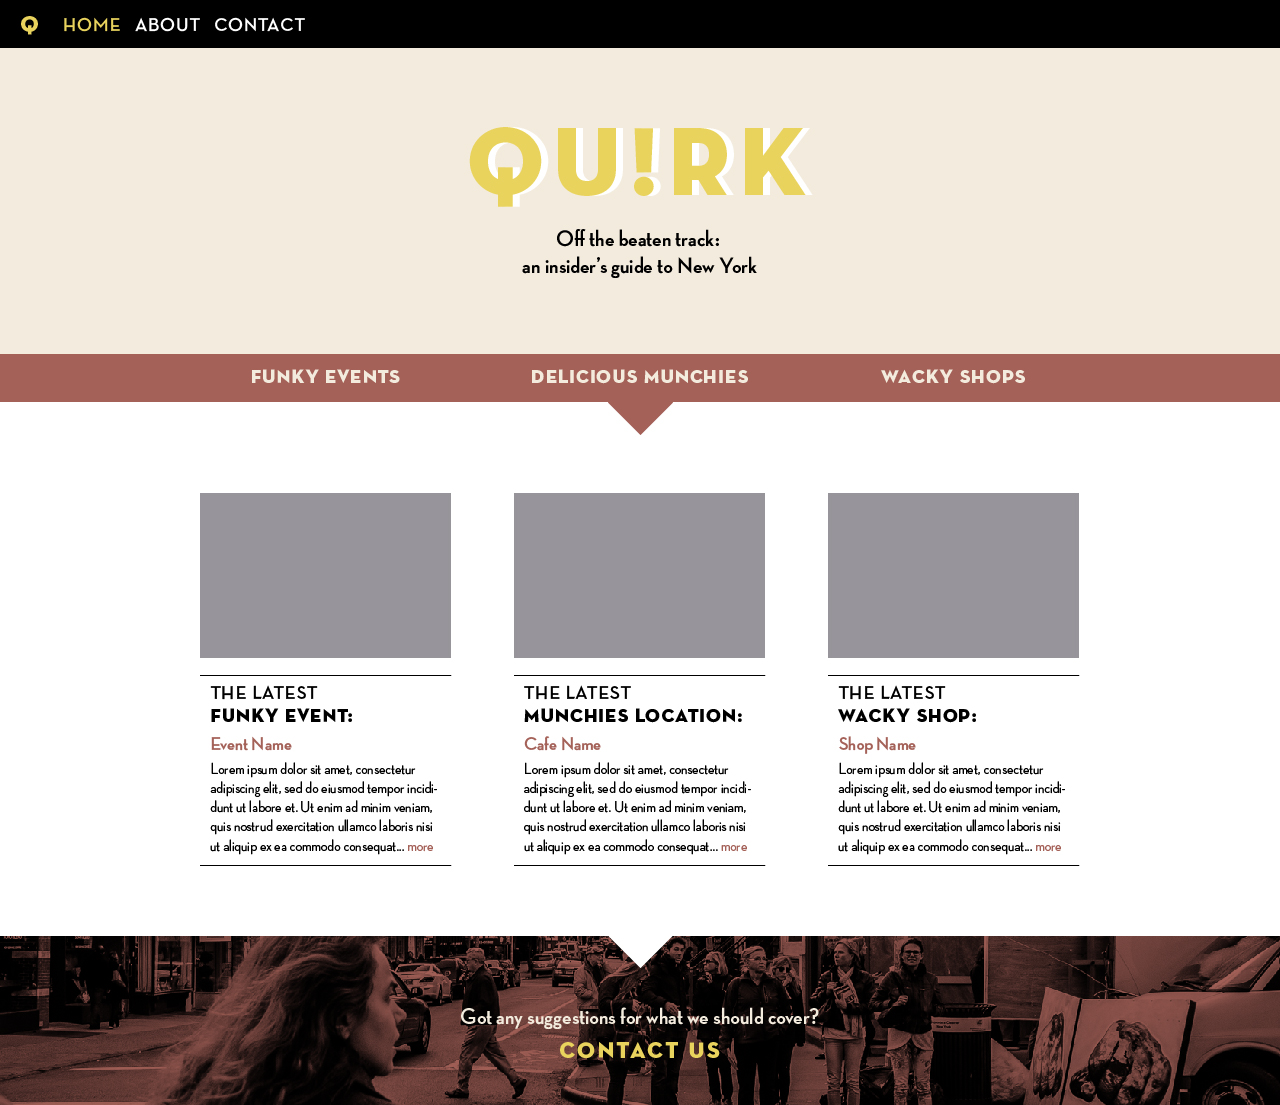 Q HOME ABOUT CONTACT
QU!RK
Off the beaten track:
an insider's guide to New York
FUNKY EVENTS DELICIOUS MUNCHIES WACKY SHOPS
THE LATEST
FUNKY EVENT:
Event Name
Lorem ipsum dolor sit amet, consectetur
adipiscing elit, sed do eiusmod tempor incidi-
dunt ut labore et. Ut enim ad minim veniam,
quis nostrud exercitation ullamco laboris nisi
ut aliquip ex ea commodo consequat... more
THE LATEST
MUNCHIES LOCATION:
Cafe Name
Lorem ipsum dolor sit amet, consectetur
adipiscing elit, sed do eiusmod tempor incidi-
dunt ut labore et. Ut enim ad minim veniam,
quis nostrud exercitation ullamco laboris nisi
ut aliquip ex ea commodo consequat... more
THE LATEST
WACKY SHOP:
Shop Name
Lorem ipsum dolor sit amet, consectetur
adipiscing elit, sed do eiusmod tempor incidi-
dunt ut labore et. Ut enim ad minim veniam,
quis nostrud exercitation ullamco laboris nisi
ut aliquip ex ea commodo consequat... more
Got any suggestions for what we should cover?
CONTACT US